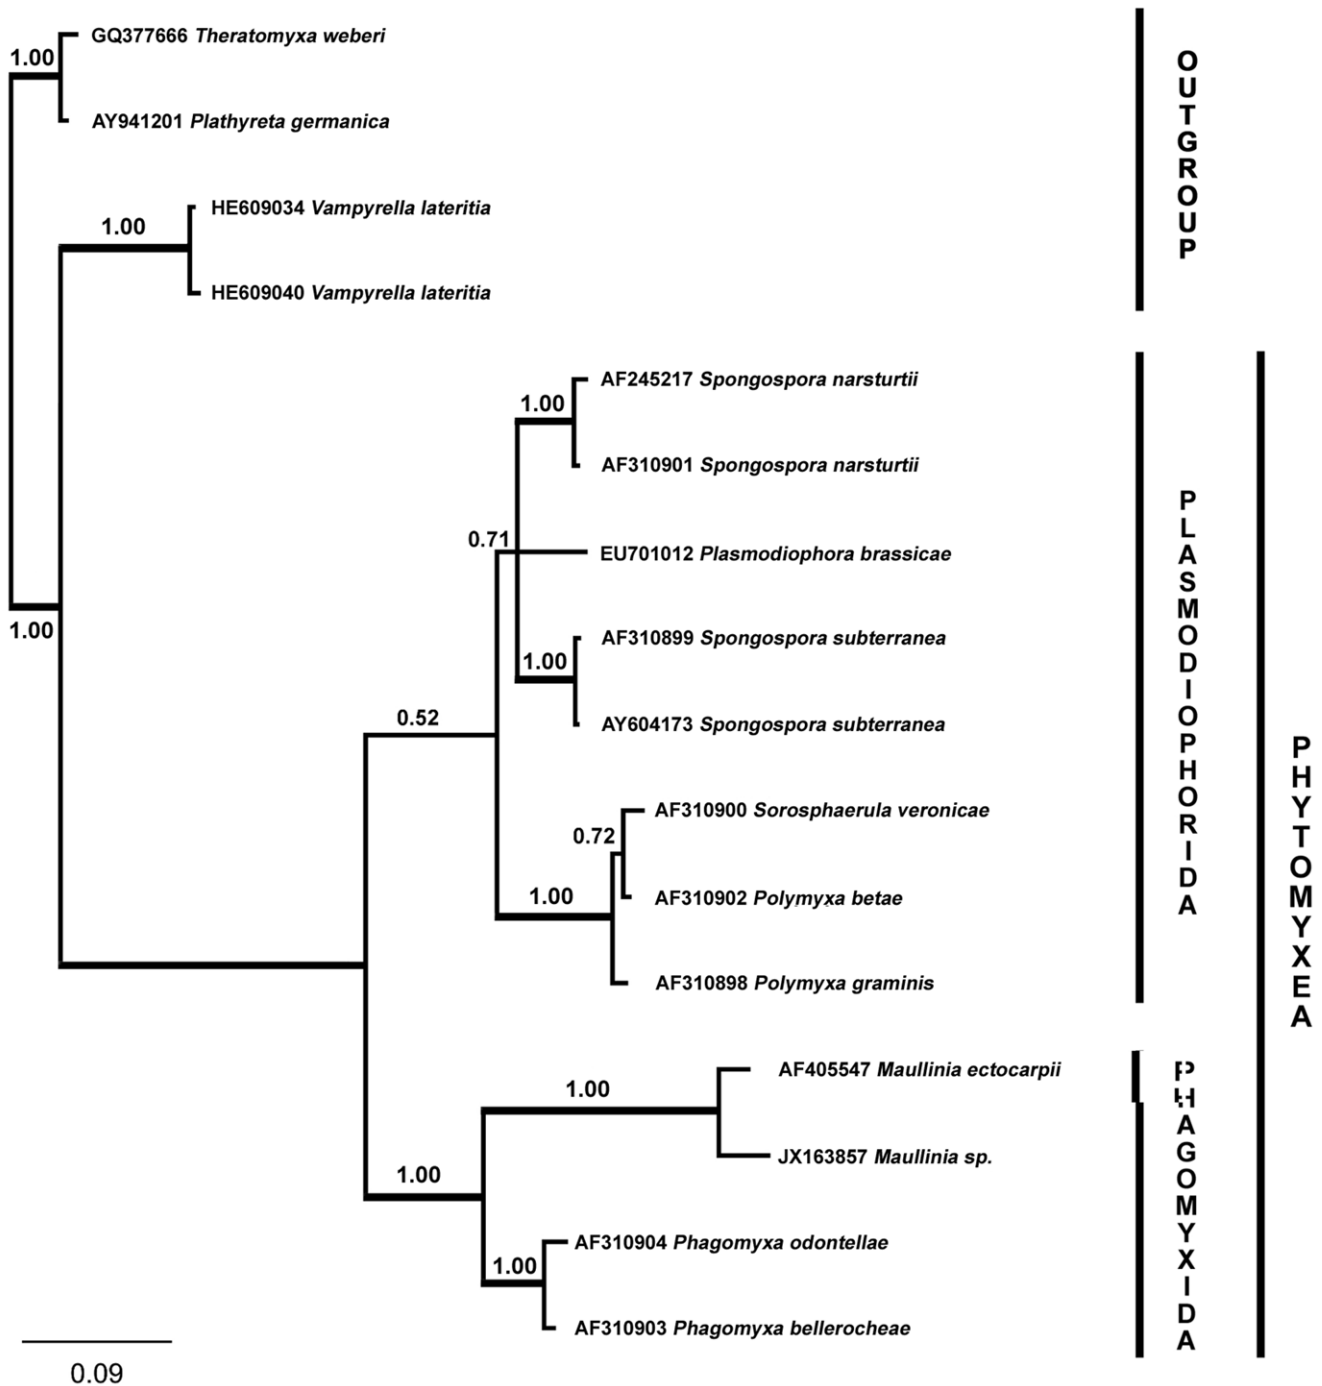 GQ377666 Theratomyxa weberi
1.00
AY941201 Plathyreta germanica
HE609034 Vampyrella lateritia
1.00
HE609040 Vampyrella lateritia
OUTGROUP
AF245217 Spongospora narsturtii
1.00
AF310901 Spongospora narsturtii
0.71
EU701012 Plasmodiophora brassicae
AF310899 Spongospora subterranea
1.00
1.00
AY604173 Spongospora subterranea
0.52
AF310900 Sorosphaerula veronicae
0.72
AF310902 Polymyxa betae
1.00
AF310898 Polymyxa graminis
PLASMODIOPHORIDA
AF405547 Maullinia ectocarpii
1.00
JX163857 Maullinia sp.
1.00
AF310904 Phagomyxa odontellae
1.00
AF310903 Phagomyxa bellerocheae
PHAGOMYXIDA
PHYTOMYXEA
0.09